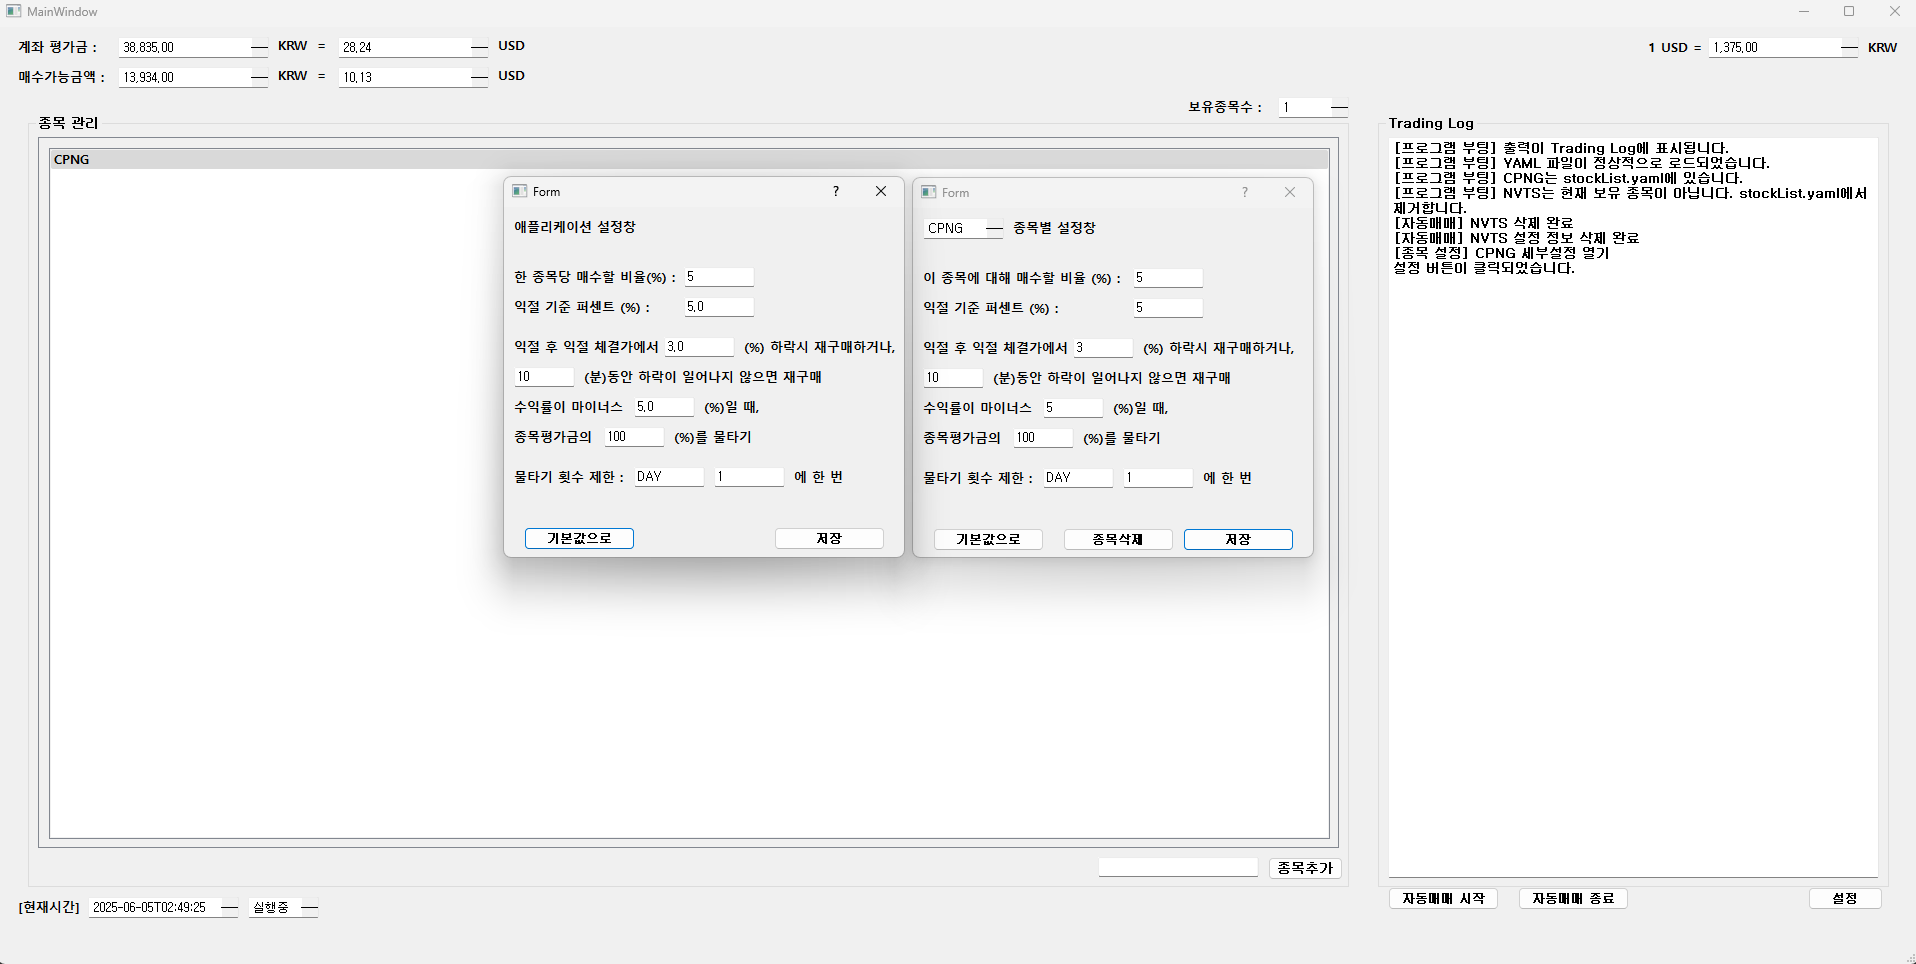 MainWindow
계좌 평가금 : 38,835.00 KRW = 28.24 USD
1 USD = 1,375.00 KRW
매수가능금액 : 13,934.00 KRW = 10.13 USD
보유종목수 : 1
종목 관리
CPNG
Form
애플리케이션 설정창
한 종목당 매수할 비율(%) : 5
익절 기준 퍼센트 (%) : 5.0
익절 후 익절 체결가에서 3.0 (%) 하락시 재구매하거나,
10 (분)동안 하락이 일어나지 않으면 재구매
수익률이 마이너스 5.0 (%)일 때,
종목평가금의 100 (%)를 물타기
물타기 횟수 제한 : DAY 1 에 한 번
기본값으로 저장
Form
CPNG 종목별 설정창
이 종목에 대해 매수할 비율 (%) : 5
익절 기준 퍼센트 (%) : 5
익절 후 익절 체결가에서 3 (%) 하락시 재구매하거나,
10 (분)동안 하락이 일어나지 않으면 재구매
수익률이 마이너스 5 (%)일 때,
종목평가금의 100 (%)를 물타기
물타기 횟수 제한 : DAY 1 에 한 번
기본값으로 종목삭제 저장
종목추가
Trading Log
[프로그램 부팅] 출력이 Trading Log에 표시됩니다.
[프로그램 부팅] YAML 파일이 정상적으로 로드되었습니다.
[프로그램 부팅] CPNG는 stockList.yaml에 있습니다.
[프로그램 부팅] NVTS는 현재 보유 종목이 아닙니다. stockList.yaml에서
제거합니다.
[자동매매] NVTS 삭제 완료
[자동매매] NVTS 설정 정보 삭제 완료
[종목 설정] CPNG 세부설정 열기
설정 버튼이 클릭되었습니다.
자동매매 시작 자동매매 종료 설정
[현재시간] 2025-06-05T02:49:25 실행중